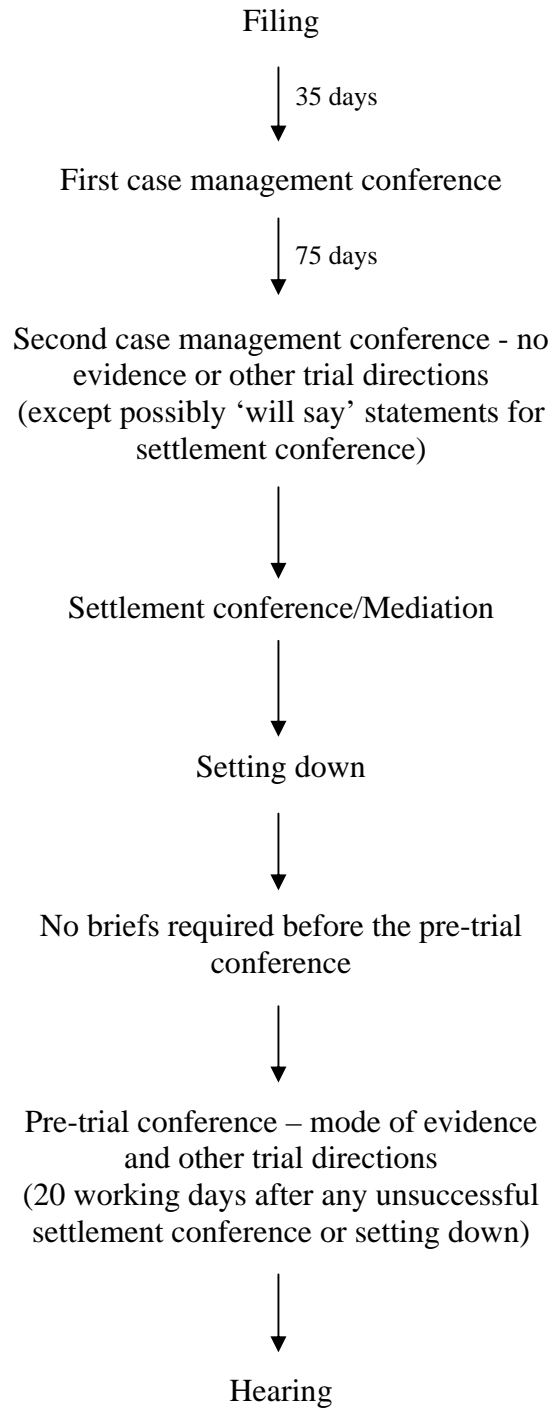 Filing
35 days
First case management conference
75 days
Second case management conference - no
evidence or other trial directions
(except possibly ‘will say’ statements for
settlement conference)
Settlement conference/Mediation
Setting down
No briefs required before the pre-trial
conference
Pre-trial conference – mode of evidence
and other trial directions
(20 working days after any unsuccessful
settlement conference or setting down)
Hearing